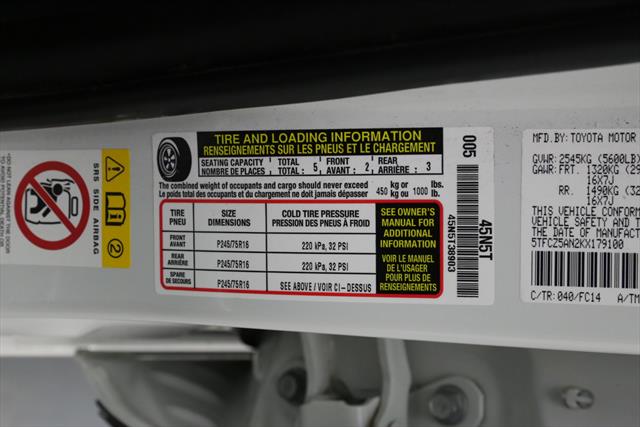 TIRE AND LOADING INFORMATION
RENSEIGNEMENTS SUR LES PNEUS ET LE CHARGEMENT
SEATING CAPACITY TOTAL : 5 FRONT : 2 REAR : 3
NOMBRE DE PLACES TOTAL : 5 AVANT : 2 ARRIÈRE : 3
The combined weight of occupants and cargo should never exceed 450 kg or 1000 lbs.
Le poids total des occupants et du chargement ne doit jamais dépasser 450 kg ou 1000 lb.
TIRE PNEU
SIZE DIMENSIONS
COLD TIRE PRESSURE
PRESSION DES PNEUS À FROID
FRONT AVANT P245/75R16 220 kPa, 32 PSI
REAR ARRIÈRE P245/75R16 220 kPa, 32 PSI
SPARE DE SECOURS P245/75R16 SEE ABOVE / VOIR CI-DESSUS
SEE OWNER'S
MANUAL FOR
ADDITIONAL
INFORMATION
VOIR LE MANUEL
DE L'USAGER
POUR PLUS DE
RENSEIGNEMENTS
005
45N5T
45N5T39903
SRS SIDE AIRBAG
2
MFD.BY: TOYOTA MOTOR
GVWR: 2545KG (5600LB)
GAWR: FRT. 1320KG (29
16X7J
RR. 1490KG (32
16X7J
THIS VEHICLE CONFOR
VEHICLE SAFETY AND T
THE DATE OF MANUFACT
5TFCZ5AN2KX179100
C/TR: 040/FC14 A/TM